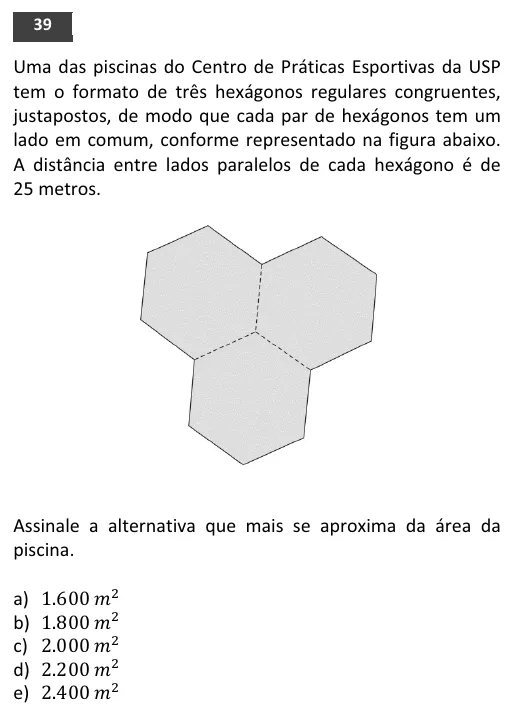 39
Uma das piscinas do Centro de Práticas Esportivas da USP
tem o formato de três hexágonos regulares congruentes,
justapostos, de modo que cada par de hexágonos tem um
lado em comum, conforme representado na figura abaixo.
A distância entre lados paralelos de cada hexágono é de
25 metros.
Assinale a alternativa que mais se aproxima da área da
piscina.
a) 1.600 m²
b) 1.800 m²
c) 2.000 m²
d) 2.200 m²
e) 2.400 m²